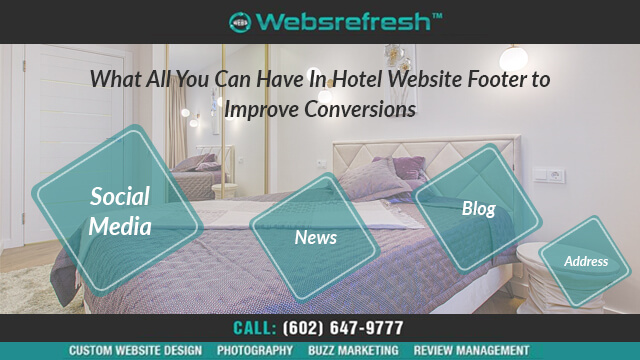 WEBS Websrefresh™
What All You Can Have In Hotel Website Footer to
Improve Conversions
Social
Media
News
Blog
Address
CALL: (602) 647-9777
CUSTOM WEBSITE DESIGN PHOTOGRAPHY BUZZ MARKETING REVIEW MANAGEMENT